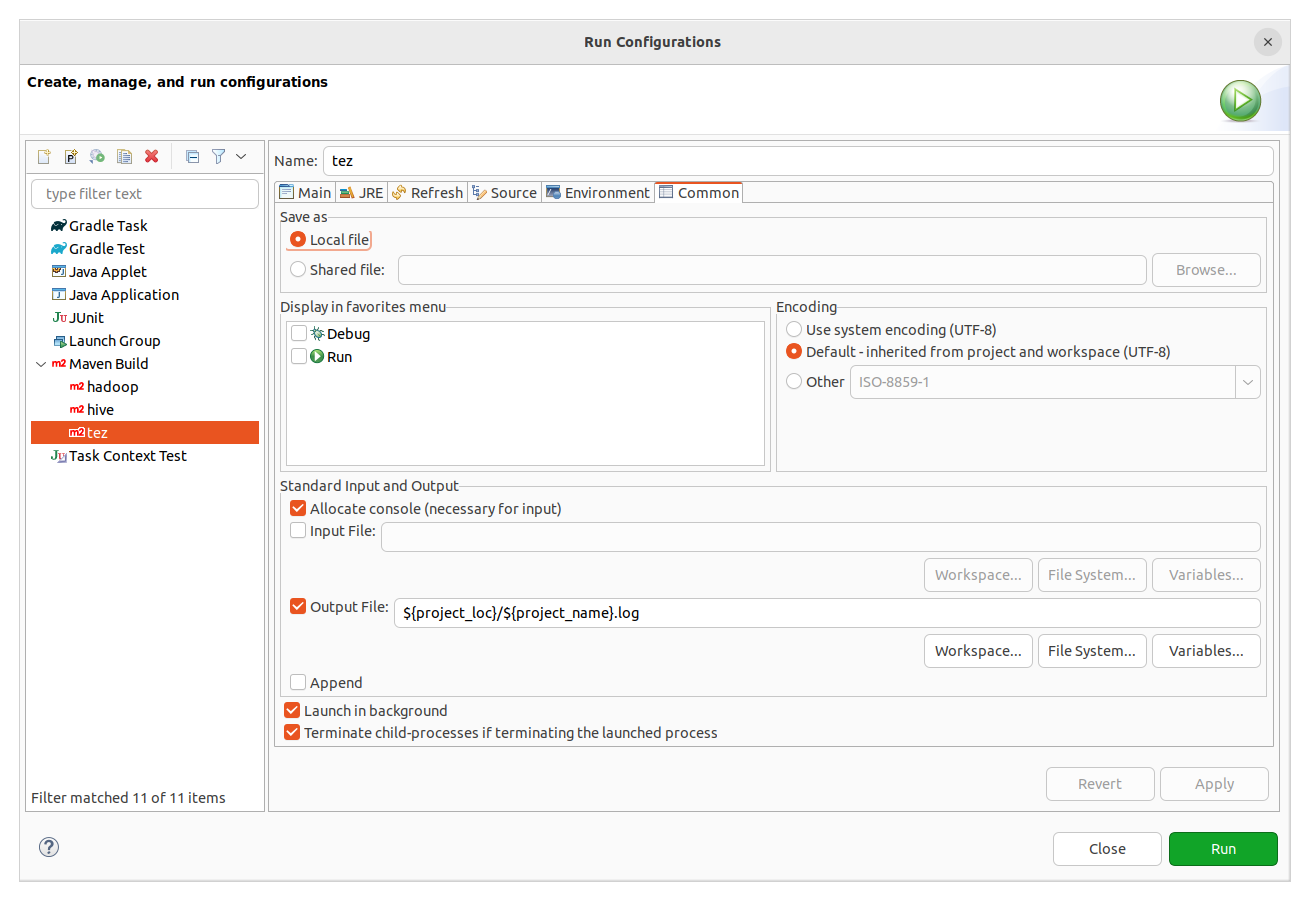 Run Configurations
Create, manage, and run configurations
type filter text
Gradle Task
Gradle Test
Java Applet
Java Application
JUnit
Launch Group
Maven Build
m2 hadoop
m2 hive
m2 tez
Task Context Test
Filter matched 11 of 11 items
Name: tez
Main JRE Refresh Source Environment Common
Save as
Local file
Shared file: Browse...
Display in favorites menu
Debug
Run
Encoding
Use system encoding (UTF-8)
Default - inherited from project and workspace (UTF-8)
Other ISO-8859-1
Standard Input and Output
Allocate console (necessary for input)
Input File:
Workspace... File System... Variables...
Output File: ${project_loc}/${project_name}.log
Workspace... File System... Variables...
Append
Launch in background
Terminate child-processes if terminating the launched process
Revert Apply
Close Run